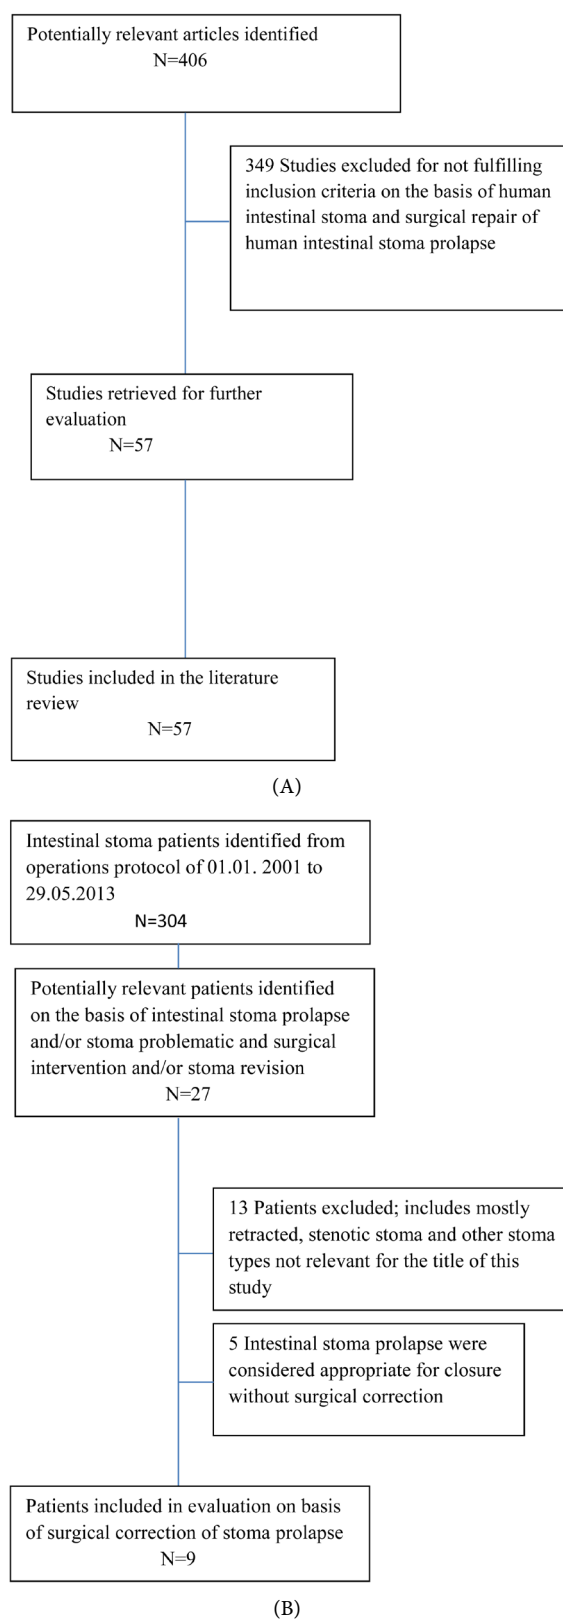 Potentially relevant articles identified
N=406
349 Studies excluded for not fulfilling
inclusion criteria on the basis of human
intestinal stoma and surgical repair of
human intestinal stoma prolapse
Studies retrieved for further
evaluation
N=57
Studies included in the literature
review
N=57
(A)
Intestinal stoma patients identified from
operations protocol of 01.01. 2001 to
29.05.2013
N=304
Potentially relevant patients identified
on the basis of intestinal stoma prolapse
and/or stoma problematic and surgical
intervention and/or stoma revision
N=27
13 Patients excluded; includes mostly
retracted, stenotic stoma and other stoma
types not relevant for the title of this
study
5 Intestinal stoma prolapse were
considered appropriate for closure
without surgical correction
Patients included in evaluation on basis
of surgical correction of stoma prolapse
N=9
(B)